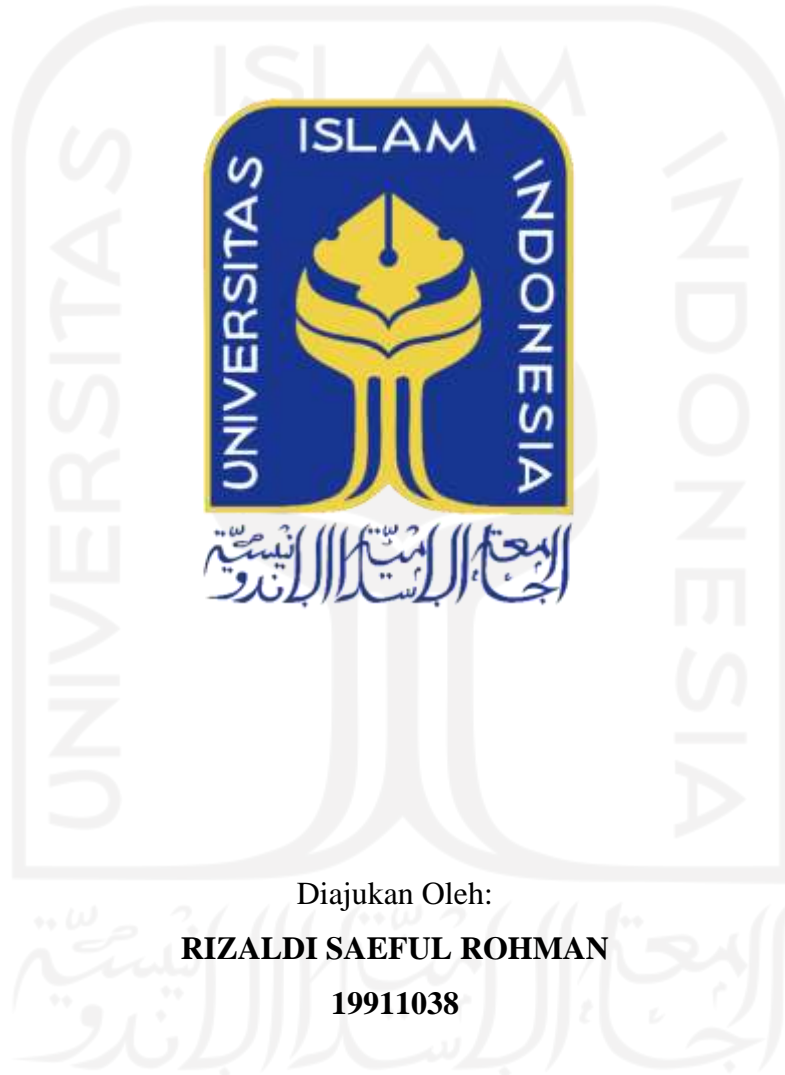 UNIVERSITAS
ISLAM
INDONESIA
الجامعة الإسلامية الإندونيسية
Diajukan Oleh:
RIZALDI SAEFUL ROHMAN
19911038